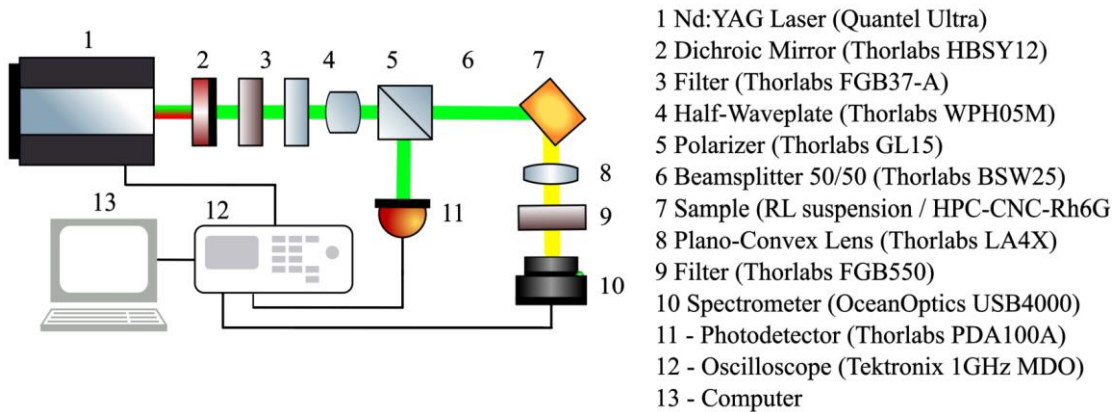 1
2
3
4
5
6
7
8
9
10
11
12
13
1 Nd:YAG Laser (Quantel Ultra)
2 Dichroic Mirror (Thorlabs HBSY12)
3 Filter (Thorlabs FGB37-A)
4 Half-Waveplate (Thorlabs WPH05M)
5 Polarizer (Thorlabs GL15)
6 Beamsplitter 50/50 (Thorlabs BSW25)
7 Sample (RL suspension / HPC-CNC-Rh6G
8 Plano-Convex Lens (Thorlabs LA4X)
9 Filter (Thorlabs FGB550)
10 Spectrometer (OceanOptics USB4000)
11 - Photodetector (Thorlabs PDA100A)
12 - Oscilloscope (Tektronix 1GHz MDO)
13 - Computer